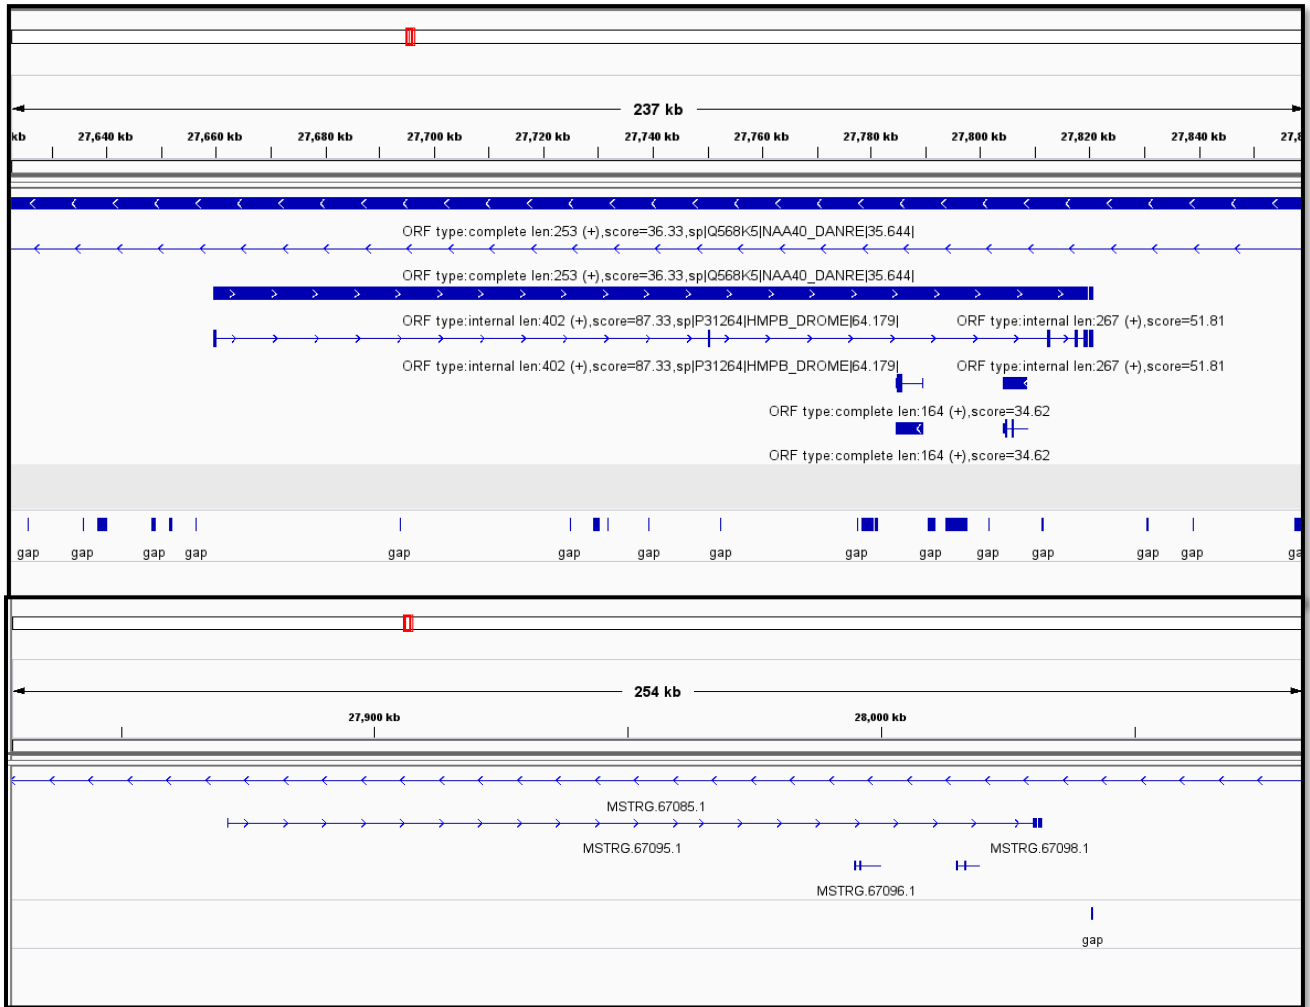 237 kb
kb 27,640 kb 27,660 kb 27,680 kb 27,700 kb 27,720 kb 27,740 kb 27,760 kb 27,780 kb 27,800 kb 27,820 kb 27,840 kb 27,8
ORF type:complete len:253 (+),score=36.33,sp|Q568K5|NAA40_DANRE|35.644|
ORF type:complete len:253 (+),score=36.33,sp|Q568K5|NAA40_DANRE|35.644|
ORF type:internal len:402 (+),score=87.33,sp|P31264|HMPB_DROME|64.179| ORF type:internal len:267 (+),score=51.81
ORF type:internal len:402 (+),score=87.33,sp|P31264|HMPB_DROME|64.179| ORF type:internal len:267 (+),score=51.81
ORF type:complete len:164 (+),score=34.62
ORF type:complete len:164 (+),score=34.62
gap gap gap gap gap gap gap gap gap gap gap gap gap gap ga
254 kb
27,900 kb 28,000 kb
MSTRG.67085.1
MSTRG.67095.1 MSTRG.67098.1
MSTRG.67096.1
gap